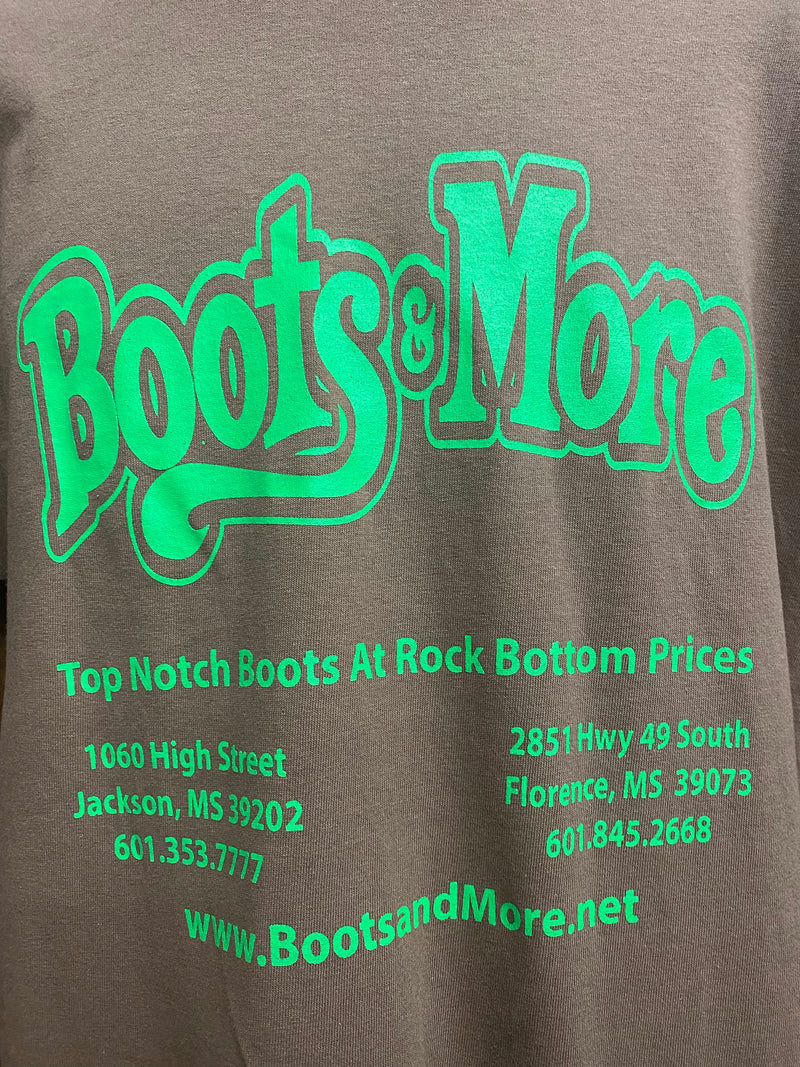 Boots & More
Top Notch Boots At Rock Bottom Prices
1060 High Street
Jackson, MS 39202
601.353.7777
2851 Hwy 49 South
Florence, MS 39073
601.845.2668
www.BootsandMore.net